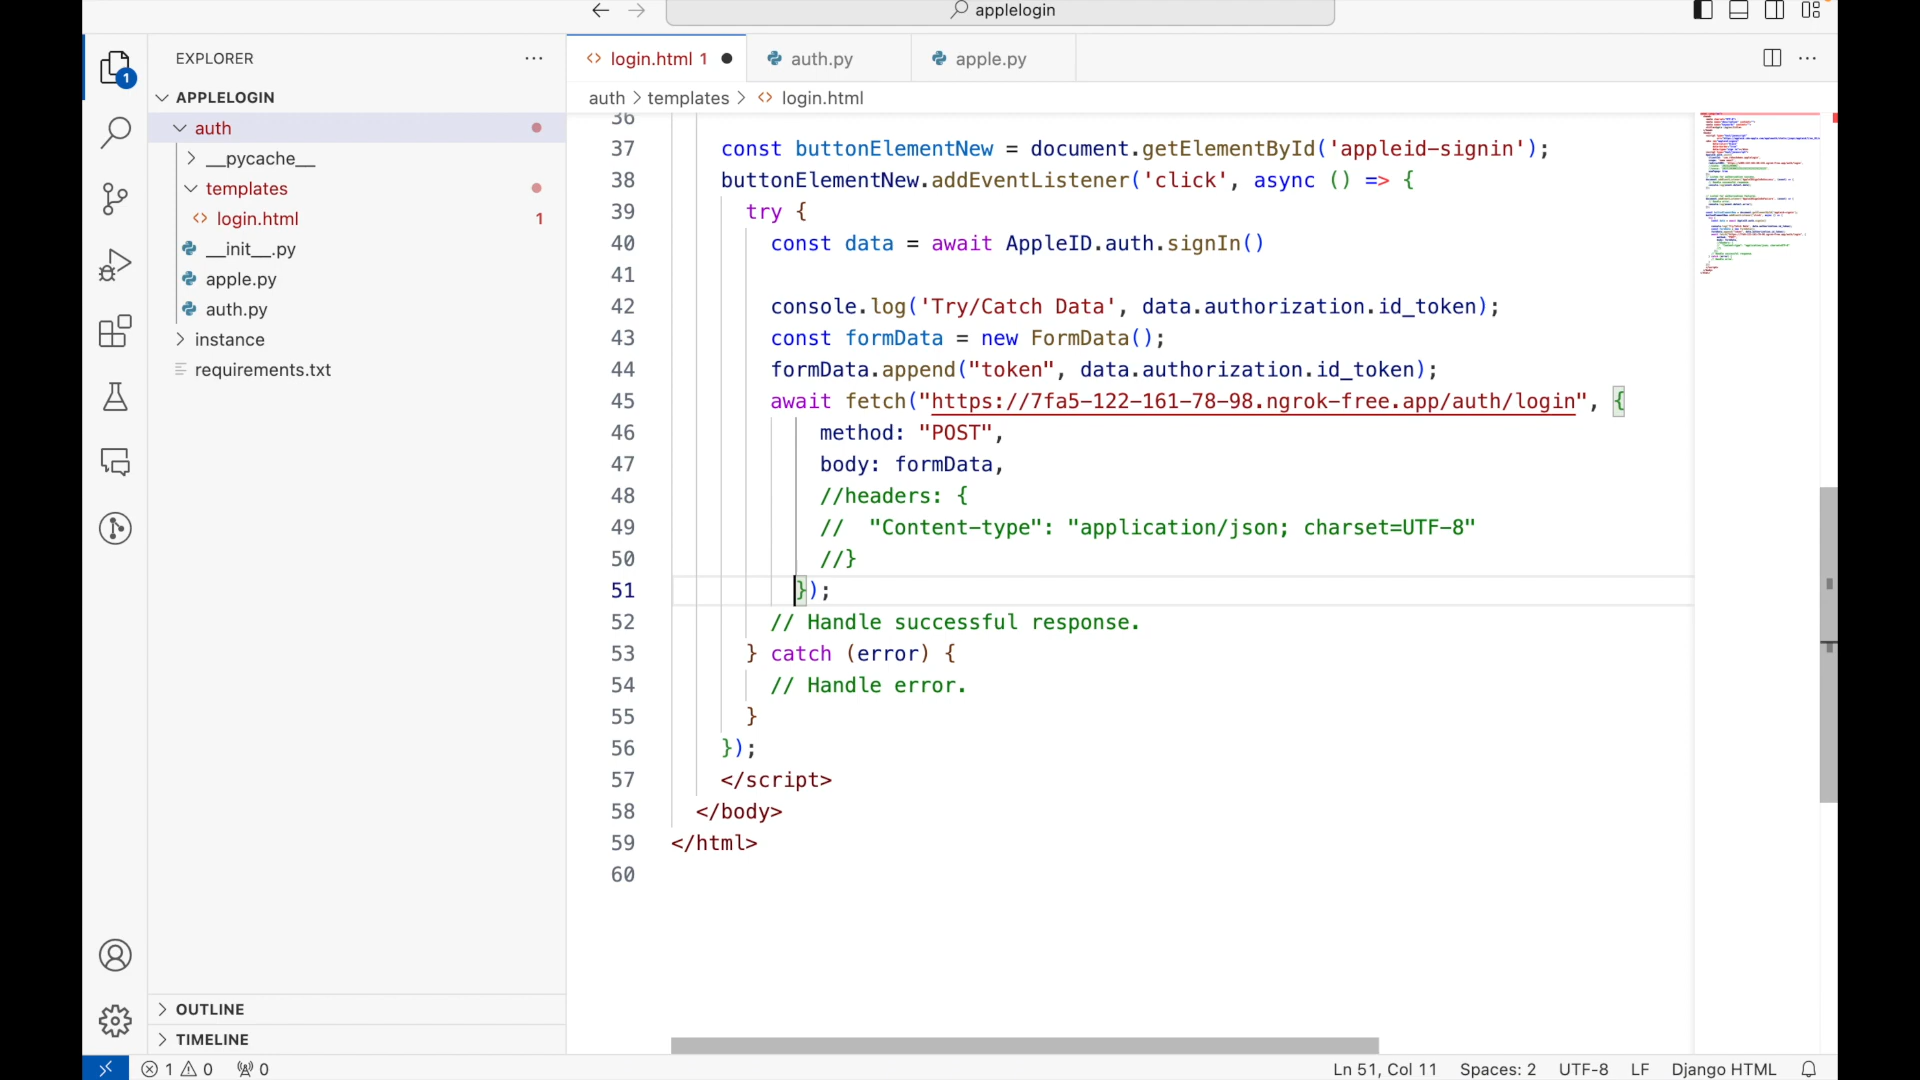 applelogin
EXPLORER
login.html 1
auth.py
apple.py
APPLELOGIN
auth > templates > <> login.html
auth
__pycache__
templates
<> login.html 1
__init__.py
apple.py
auth.py
instance
requirements.txt
OUTLINE
TIMELINE
36
37 const buttonElementNew = document.getElementById('appleid-signin');
38 buttonElementNew.addEventListener('click', async () => {
39 try {
40 const data = await AppleID.auth.signIn()
41
42 console.log('Try/Catch Data', data.authorization.id_token);
43 const formData = new FormData();
44 formData.append("token", data.authorization.id_token);
45 await fetch("https://7fa5-122-161-78-98.ngrok-free.app/auth/login", {
46 method: "POST",
47 body: formData,
48 //headers: {
49 // "Content-type": "application/json; charset=UTF-8"
50 //}
51 });
52 // Handle successful response.
53 } catch (error) {
54 // Handle error.
55 }
56 });
57 </script>
58 </body>
59 </html>
60
1 0 0
Ln 51, Col 11 Spaces: 2 UTF-8 LF Django HTML